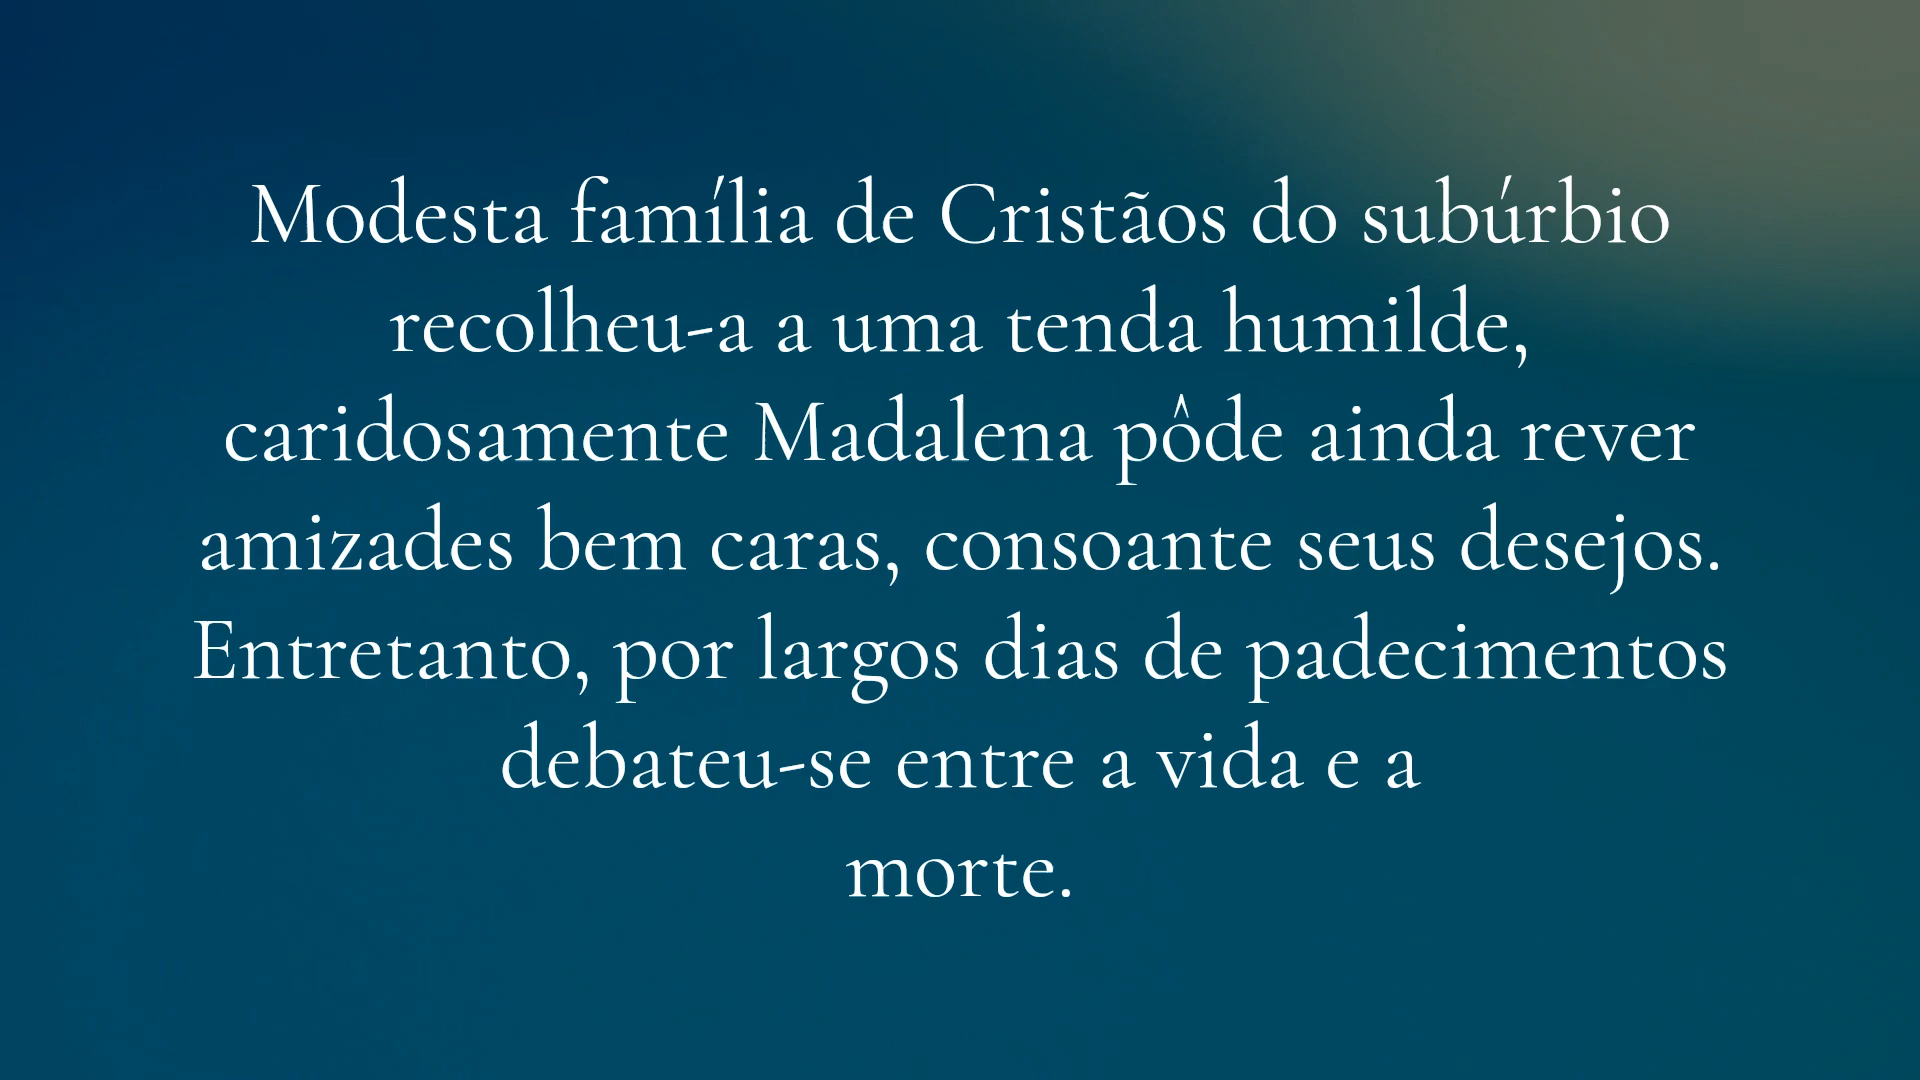 Modesta família de Cristãos do subúrbio
recolheu-a a uma tenda humilde,
caridosamente Madalena pôde ainda rever
amizades bem caras, consoante seus desejos.
Entretanto, por largos dias de padecimentos
debateu-se entre a vida e a
morte.